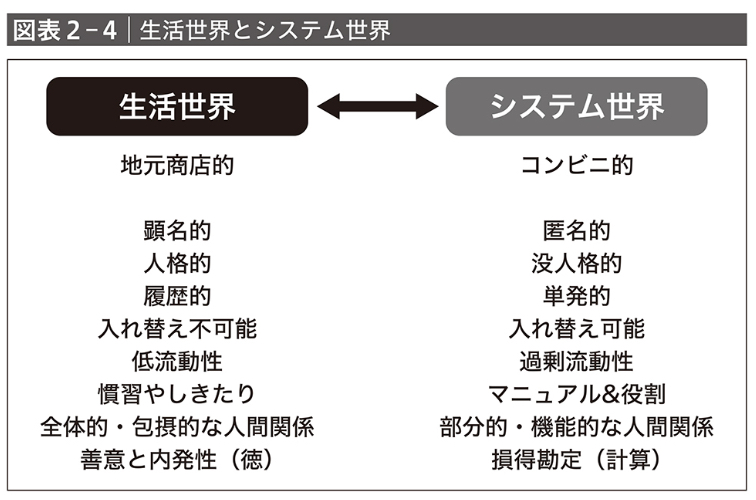 図表2-4|生活世界とシステム世界
生活世界 システム世界
地元商店的 コンビニ的
顕名的 匿名的
人格的 没人格的
履歴的 単発的
入れ替え不可能 入れ替え可能
低流動性 過剰流動性
慣習やしきたり マニュアル&役割
全体的・包摂的な人間関係 部分的・機能的な人間関係
善意と内発性（徳） 損得勘定（計算）